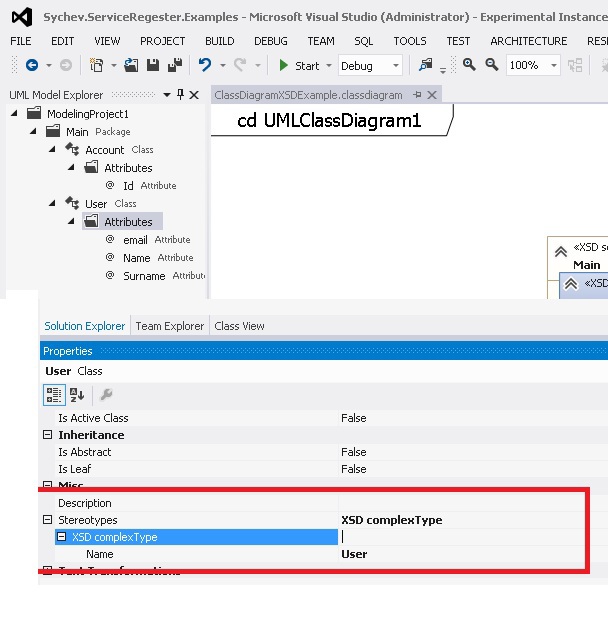 Sychev.ServiceRegester.Examples - Microsoft Visual Studio (Administrator) - Experimental Instance
FILE EDIT VIEW PROJECT BUILD DEBUG TEAM SQL TOOLS TEST ARCHITECTURE RES
Start Debug 100%
UML Model Explorer
ClassDiagramXSDExample.classdiagram
ModelingProject1
cd UMLClassDiagram1
Main Package
Account Class
Attributes
Id Attribute
User Class
Attributes
email Attribute
Name Attribute
Surname Attribut
«XSD s
Main
«XSD
Solution Explorer Team Explorer Class View
Properties
User Class
Is Active Class False
Inheritance
Is Abstract False
Is Leaf False
Misc
Description
Stereotypes XSD complexType
XSD complexType
Name User
Text Transformations